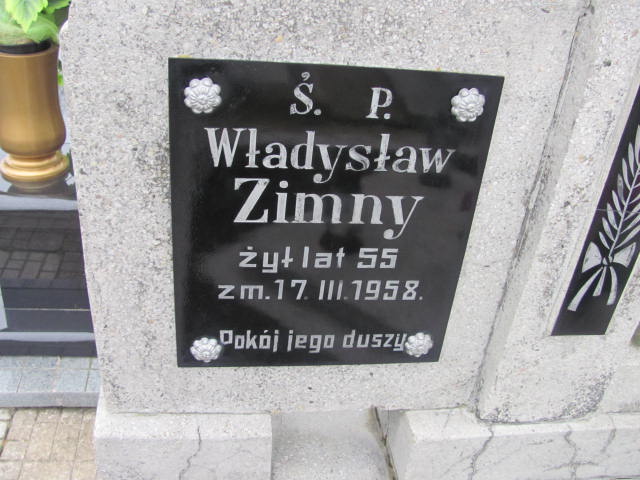 Ś. P.
Władysław
Zimny
żył lat 55
zm. 17. III. 1958.
Pokój jego duszy